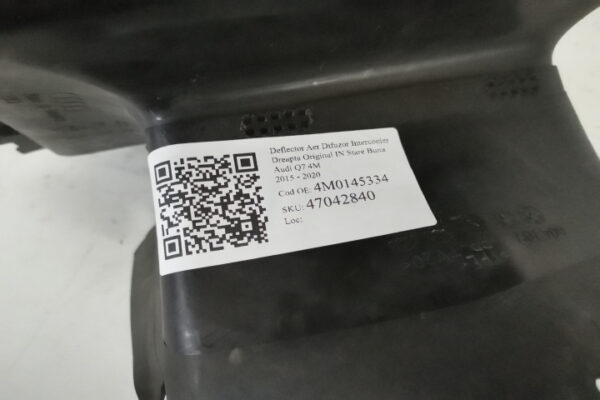 Deflector Aer Difuzor Intercooler
Dreapta Original IN Stare Buna
Audi Q7 4M
2015 - 2020
Cod OE: 4M0145334
SKU: 47042840
Loc: